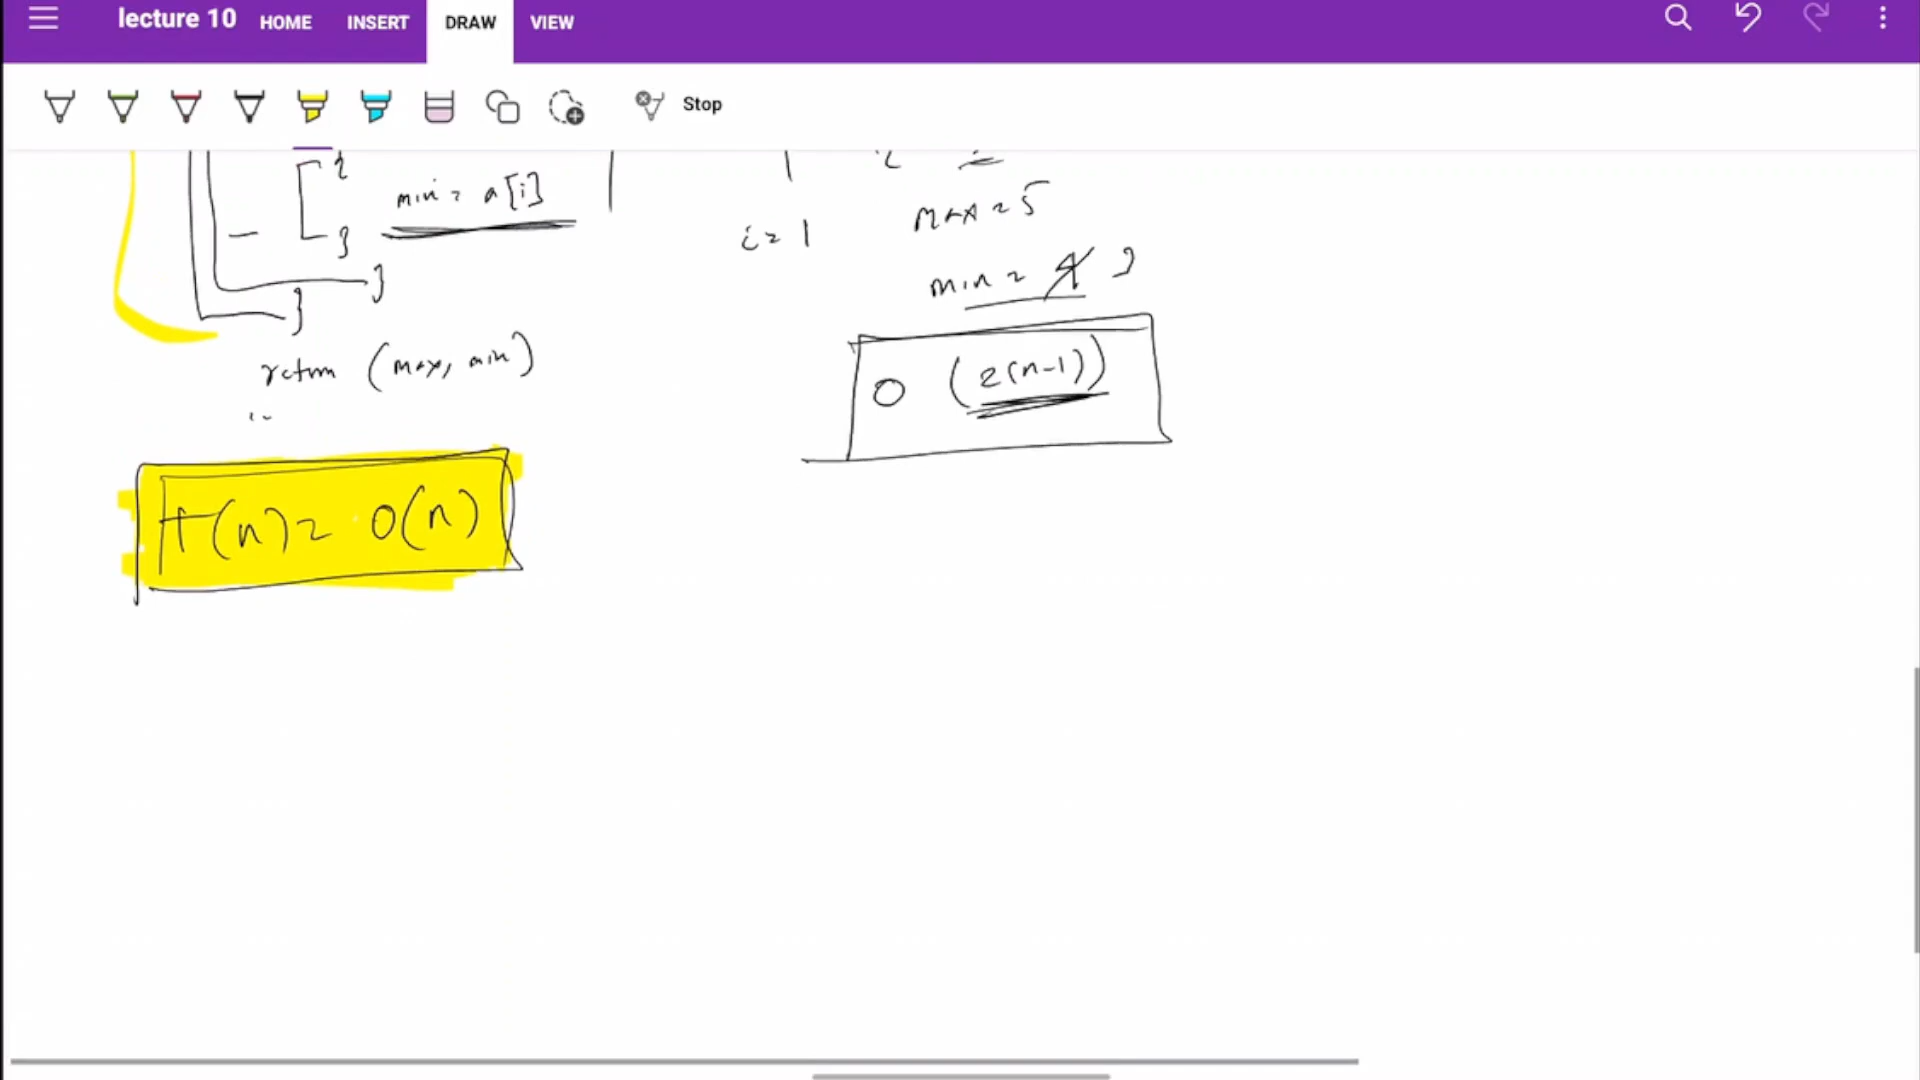 lecture 10 HOME INSERT DRAW VIEW
Stop
{
min = a[i]
}
}
}
return (max, min)
T(n) = O(n)
i = 1
max = 5
min = 4 3
O (2(n-1))